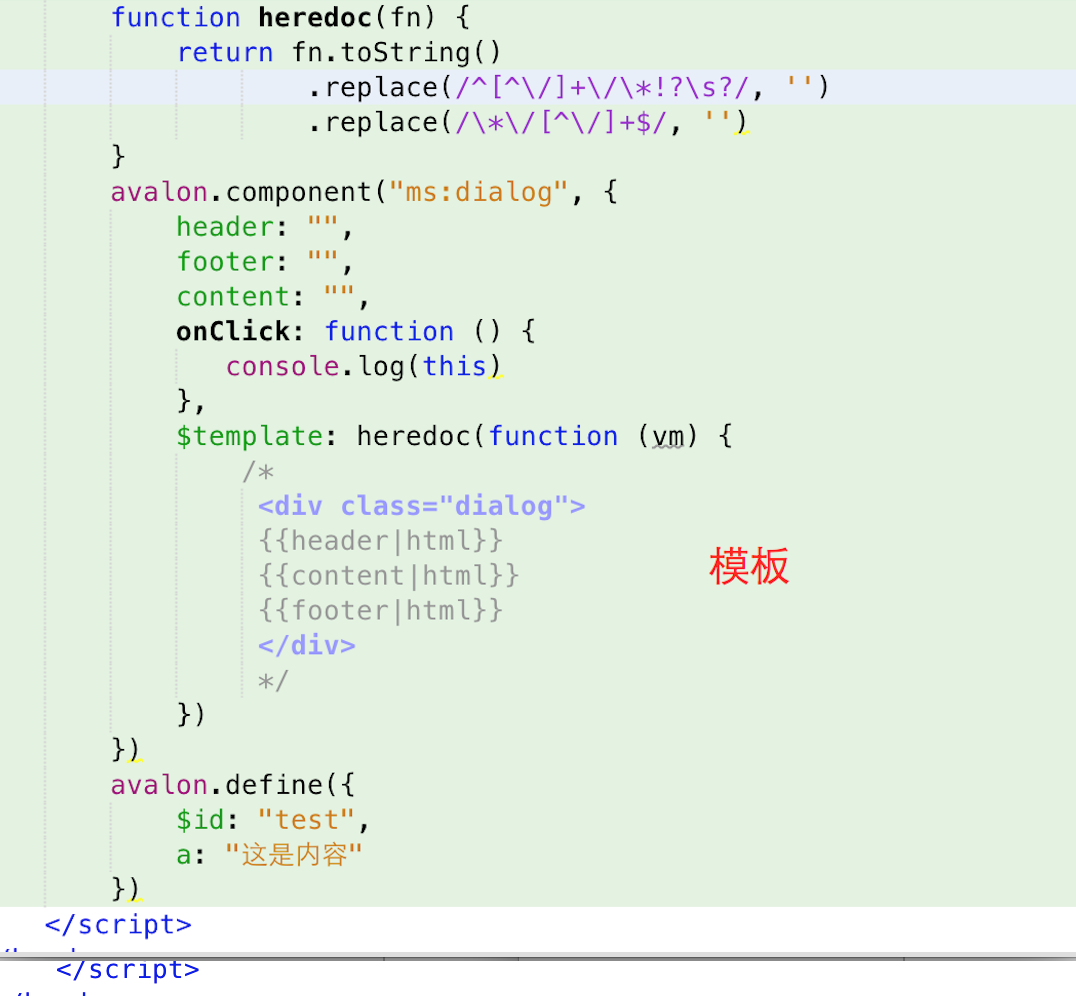 function heredoc(fn) {
return fn.toString()
.replace(/^[^\/]+\/\*!?\s?/, '')
.replace(/\*\/[^\/]+$/, '')
}
avalon.component("ms:dialog", {
header: "",
footer: "",
content: "",
onClick: function () {
console.log(this)
},
$template: heredoc(function (vm) {
/*
<div class="dialog">
{{header|html}}
{{content|html}}
模板
{{footer|html}}
</div>
*/
})
})
avalon.define({
$id: "test",
a: "这是内容"
})
</script>
</script>